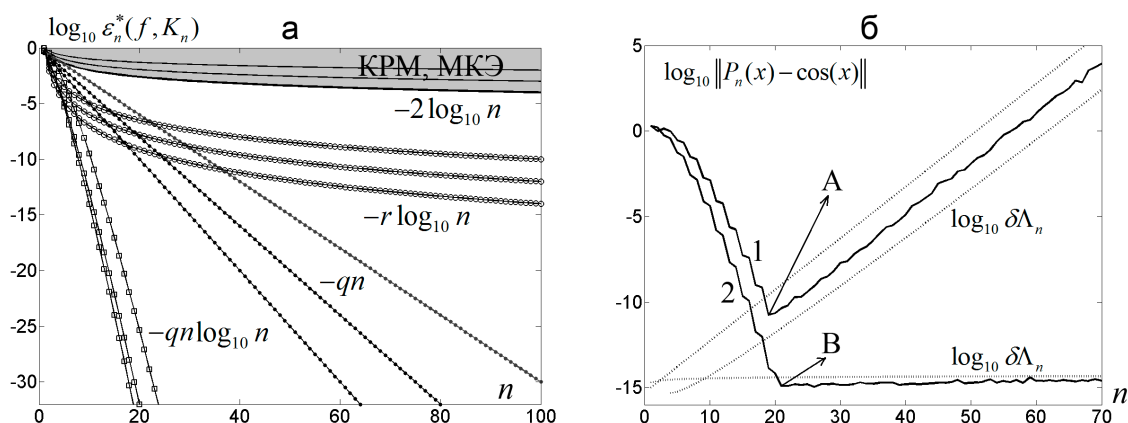 log₁₀ εₙ*(f, Kₙ)
а
КРМ, МКЭ
−2 log₁₀ n
−r log₁₀ n
−qn
−qn log₁₀ n
n
0
−5
−10
−15
−20
−25
−30
0
20
40
60
80
100
б
log₁₀ ‖Pₙ(x) − cos(x)‖
A
1
2
log₁₀ δΛₙ
B
log₁₀ δΛₙ
n
5
0
−5
−10
−15
0
10
20
30
40
50
60
70